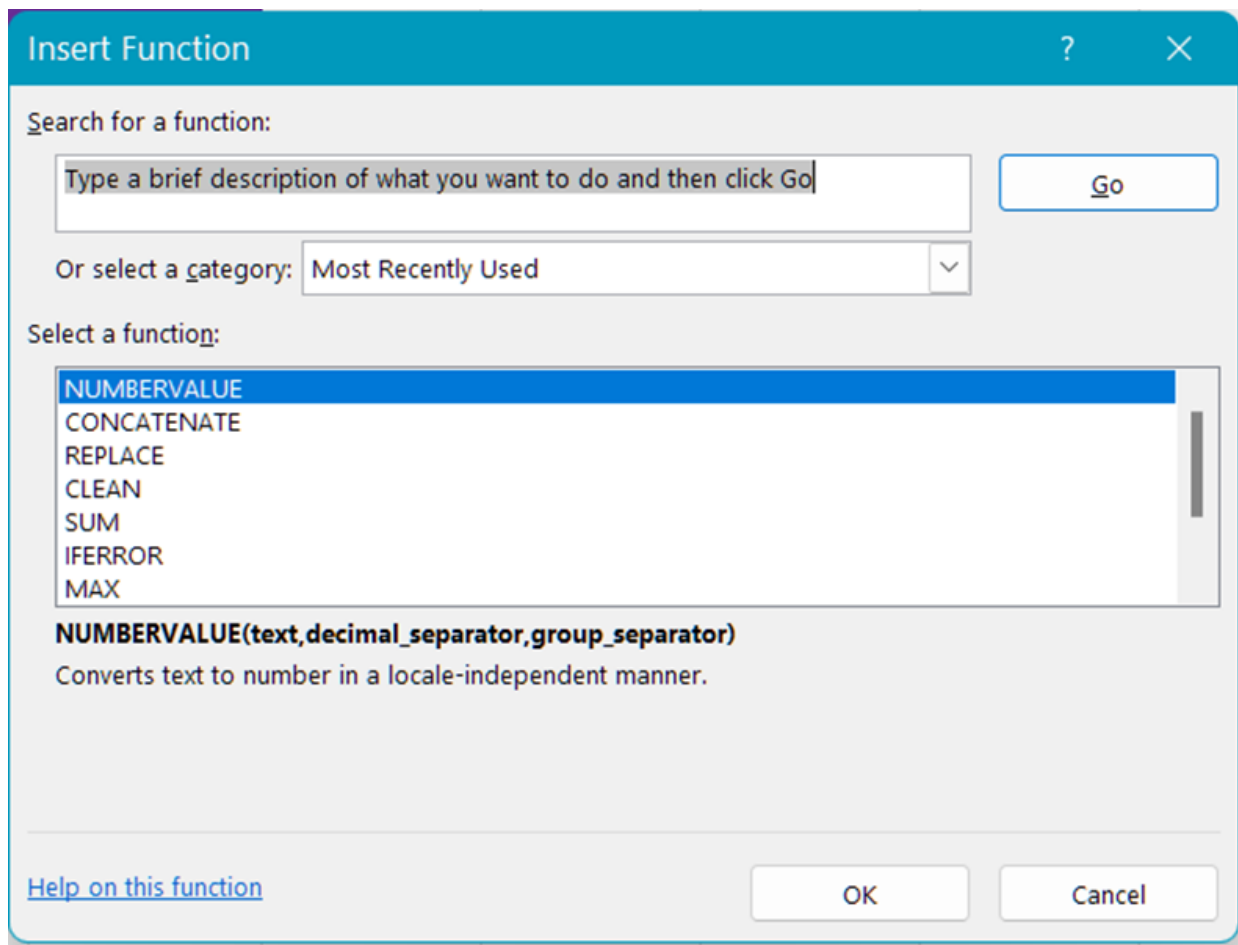 Insert Function
?
Search for a function:
Type a brief description of what you want to do and then click Go
Go
Or select a category: Most Recently Used
Select a function:
NUMBERVALUE
CONCATENATE
REPLACE
CLEAN
SUM
IFERROR
MAX
NUMBERVALUE(text,decimal_separator,group_separator)
Converts text to number in a locale-independent manner.
Help on this function
OK
Cancel